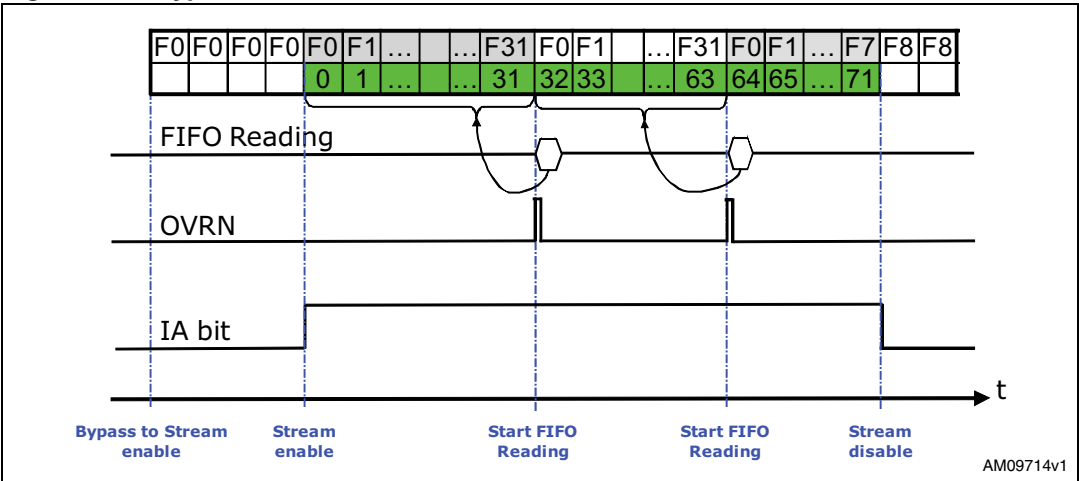 F0 F0 F0 F0 F0 F1 ... ... F31 F0 F1 ... F31 F0 F1 ... F7 F8 F8
0 1 ... ... 31 32 33 ... 63 64 65 ... 71
FIFO Reading
OVRN
IA bit
t
Bypass to Stream
enable
Stream
enable
Start FIFO
Reading
Start FIFO
Reading
Stream
disable
AM09714v1